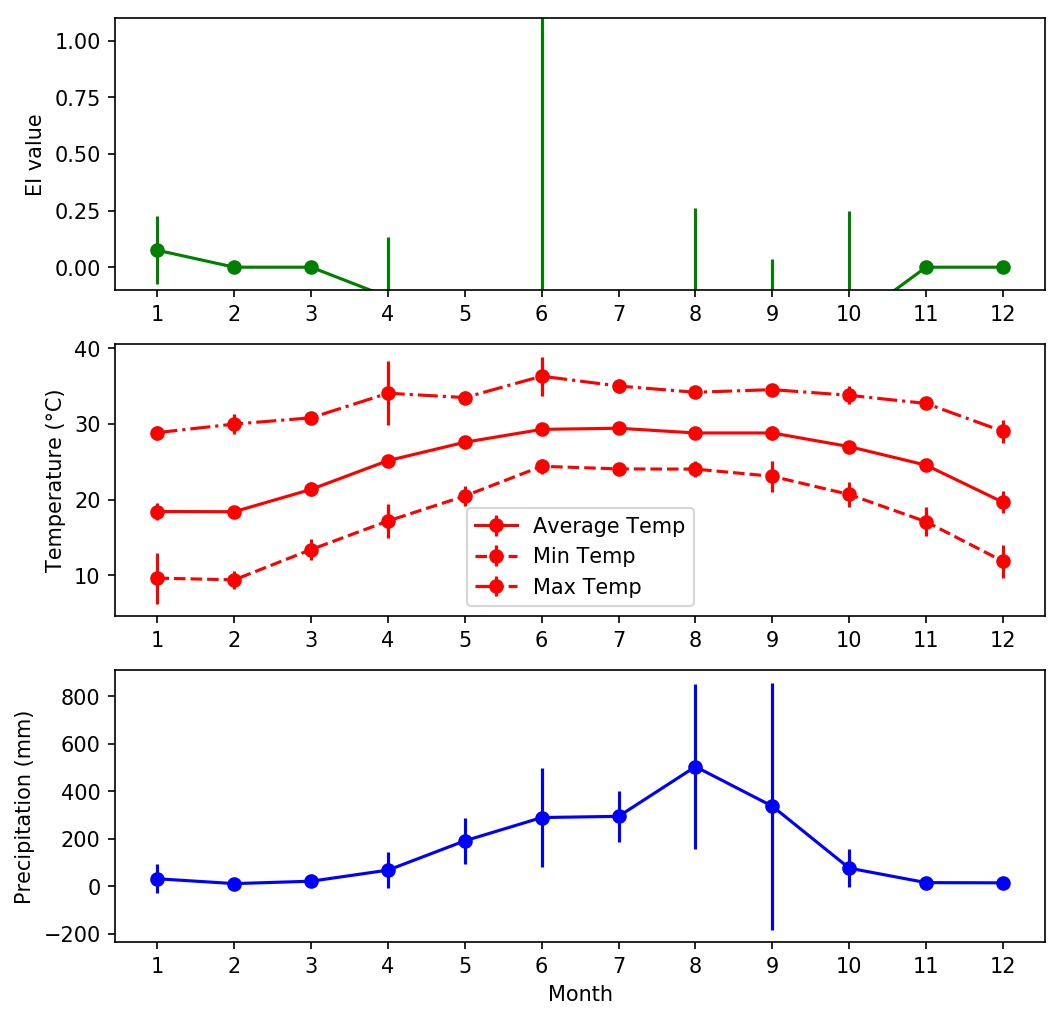 EI value
1.00
0.75
0.50
0.25
0.00
1 2 3 4 5 6 7 8 9 10 11 12
Temperature (°C)
40
30
20
10
Average Temp
Min Temp
Max Temp
1 2 3 4 5 6 7 8 9 10 11 12
Precipitation (mm)
800
600
400
200
0
−200
1 2 3 4 5 6 7 8 9 10 11 12
Month